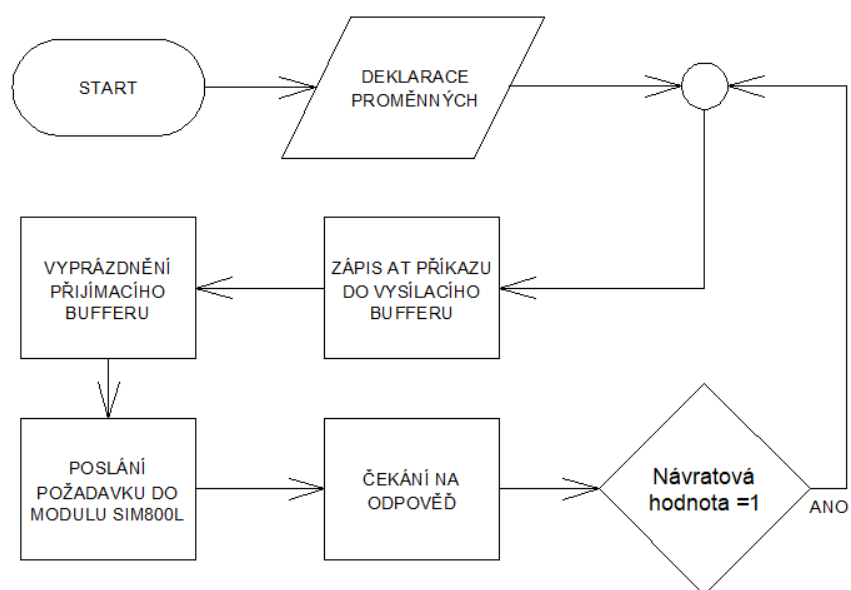 START
DEKLARACE
PROMĚNNÝCH
VYPRÁZDNĚNÍ
PŘIJÍMACÍHO
BUFFERU
ZÁPIS AT PŘÍKAZU
DO VYSÍLACÍHO
BUFFERU
POSLÁNÍ
POŽADAVKU DO
MODULU SIM800L
ČEKÁNÍ NA
ODPOVĚĎ
Návratová
hodnota =1
ANO